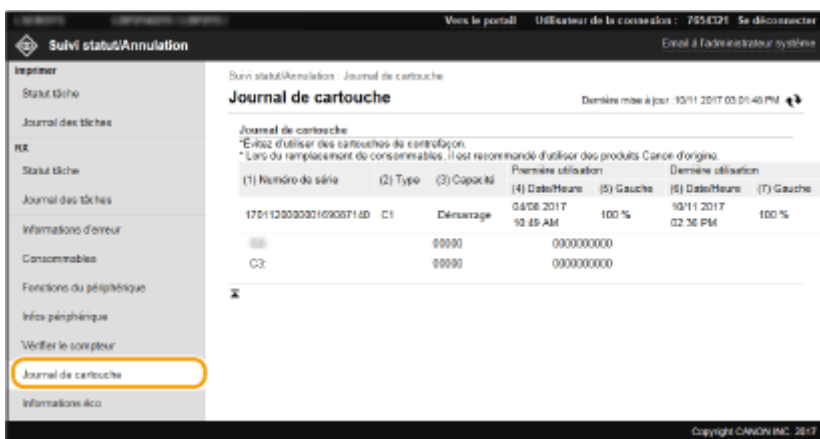 Vers le portail Utilisateur de la connexion : 7654321 Se déconnecter
Suivi statut/Annulation Email à l'administrateur système
Imprimer
Statut tâche
Journal des tâches
RX
Statut tâche
Journal des tâches
Informations d'erreur
Consommables
Fonctions du périphérique
Infos périphérique
Vérifier le compteur
Journal de cartouche
Informations éco
Suivi statut/Annulation : Journal de cartouche
Journal de cartouche Dernière mise à jour :10/11 2017 03:01:48 PM
Journal de cartouche
*Évitez d'utiliser des cartouches de contrefaçon.
* Lors du remplacement de consommables, il est recommandé d'utiliser des produits Canon d'origine.
(1) Numéro de série (2) Type (3) Capacité Première utilisation Dernière utilisation
(4) Date/Heure (5) Gauche (6) Date/Heure (7) Gauche
C1 Démarrage 04/08 2017 10:49 AM 100 % 10/11 2017 02:36 PM 100 %
00000 0000000000
C3: 00000 0000000000
Copyright CANON INC. 2017